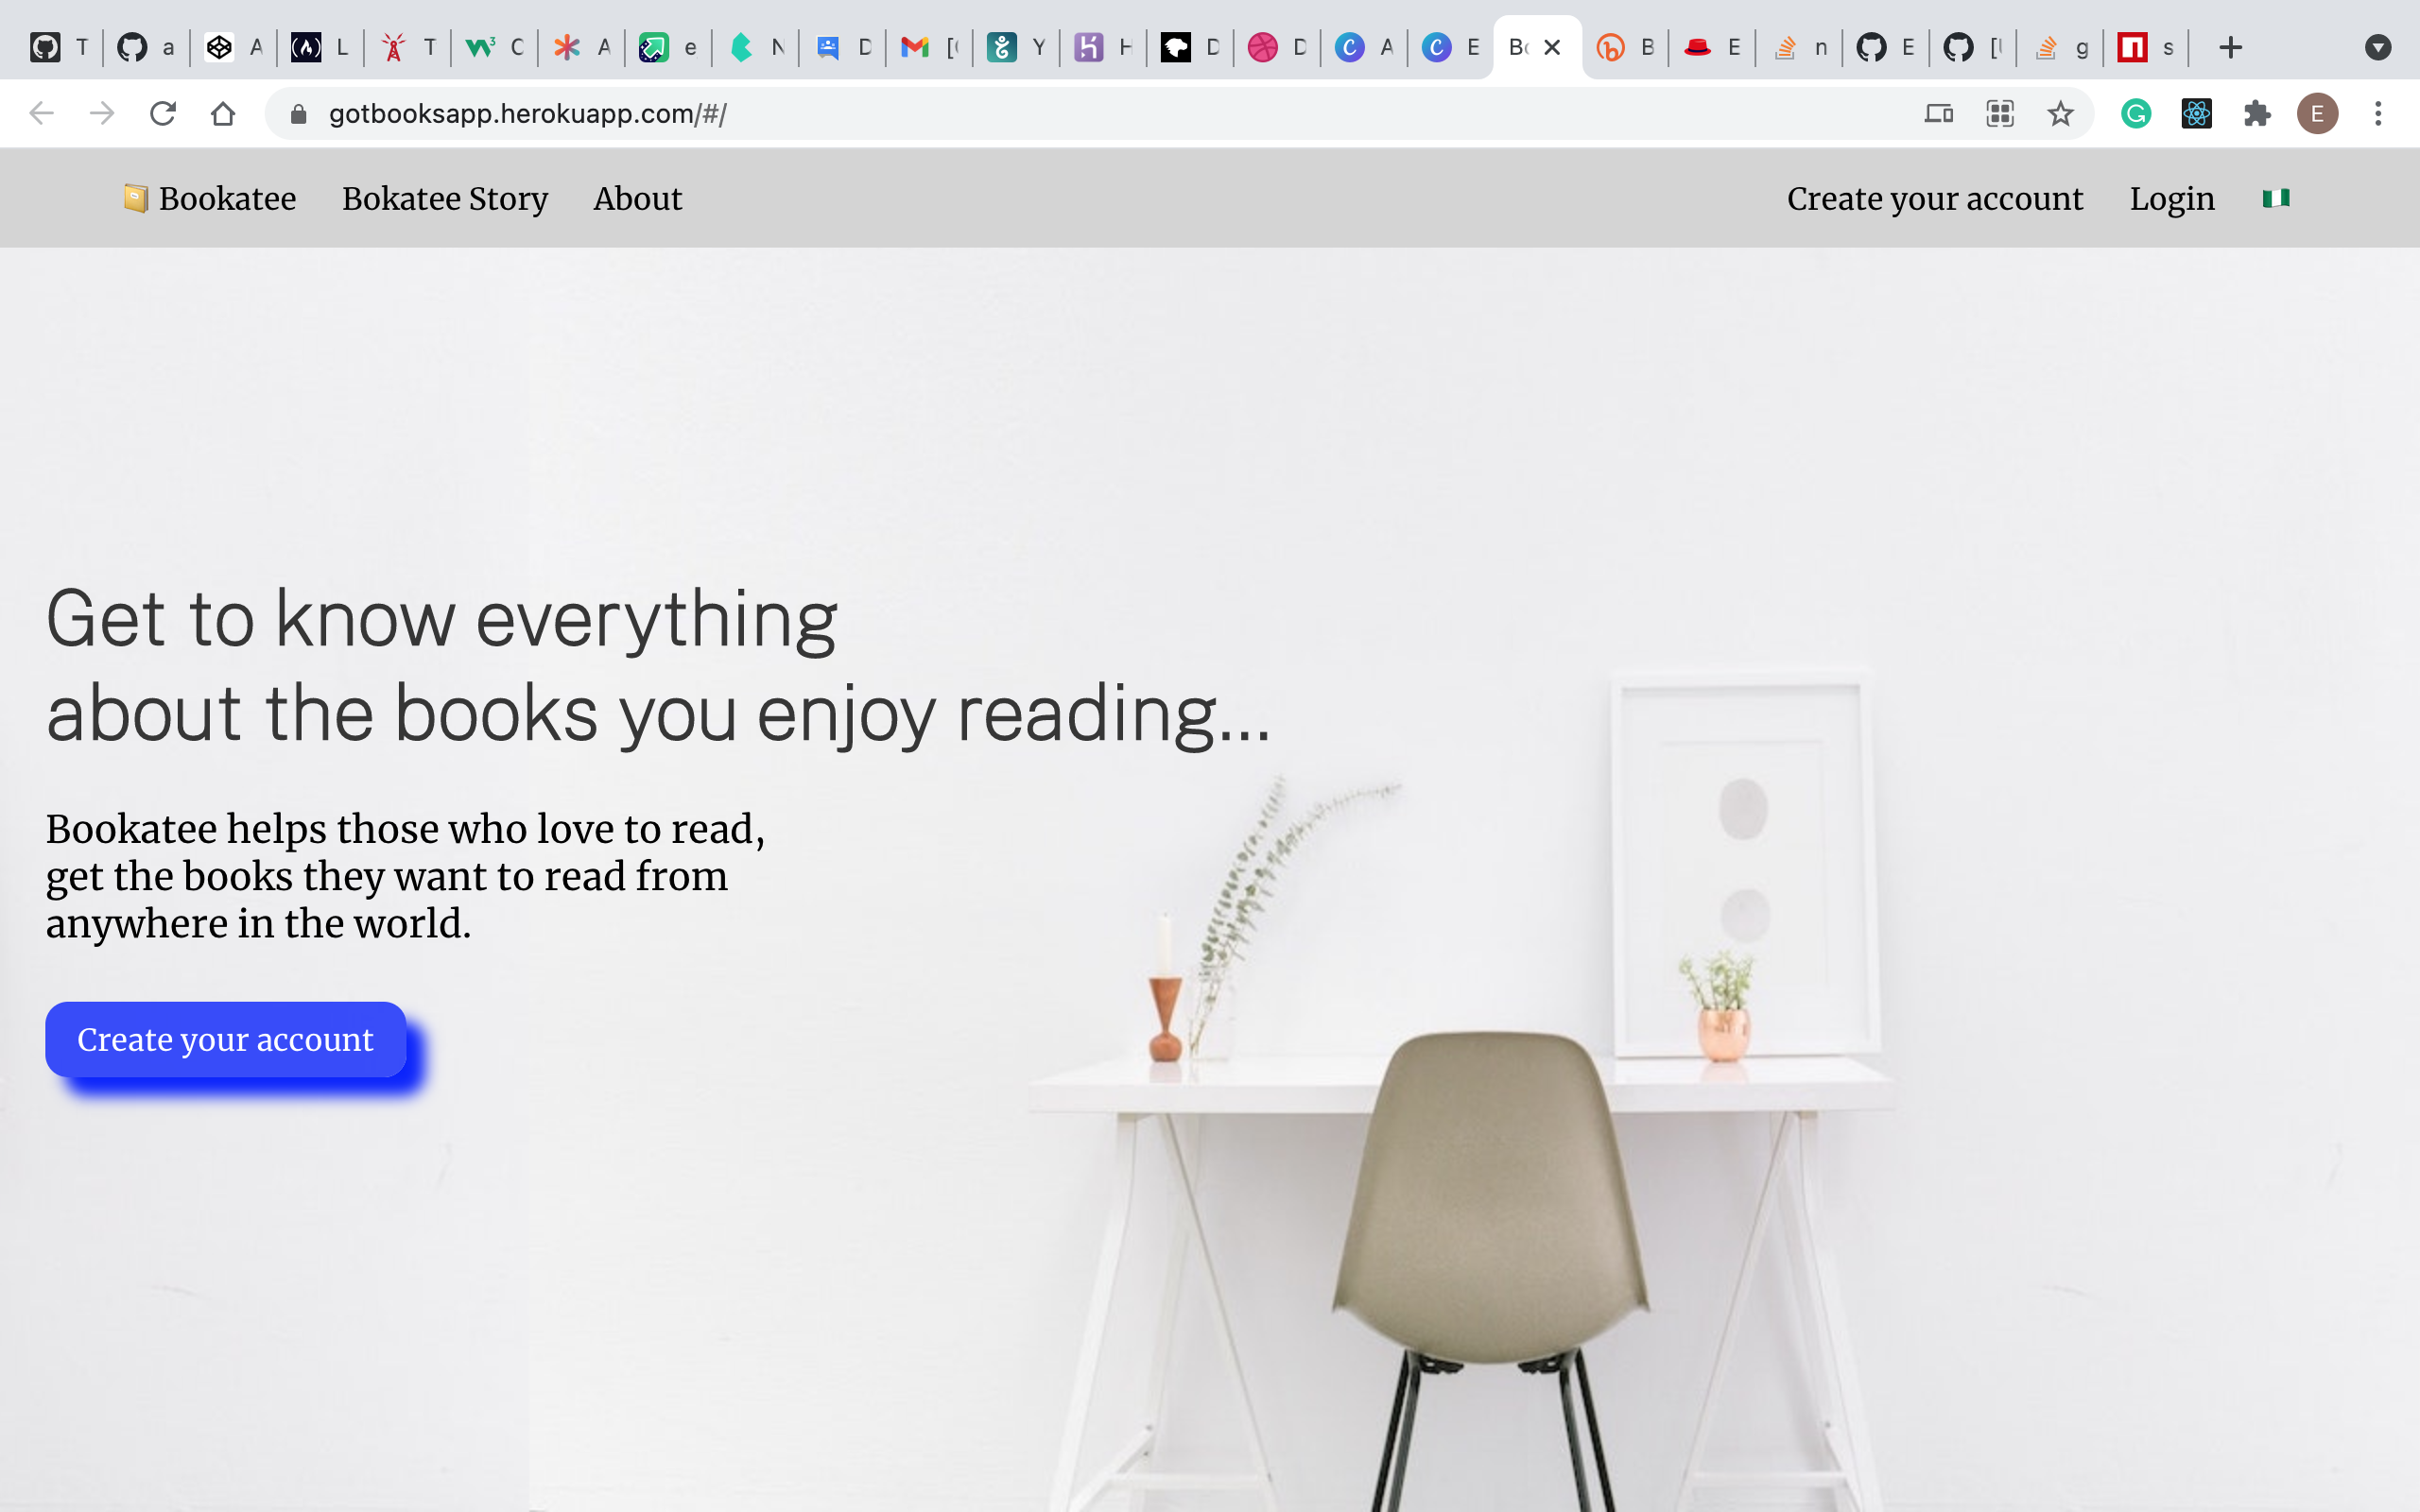 T a A L T C A e N D [ Y H D D A E Bo B E n E [ g s
gotbooksapp.herokuapp.com/#/
E
Bookatee Bokatee Story About Create your account Login
Get to know everything
about the books you enjoy reading...
Bookatee helps those who love to read,
get the books they want to read from
anywhere in the world.
Create your account